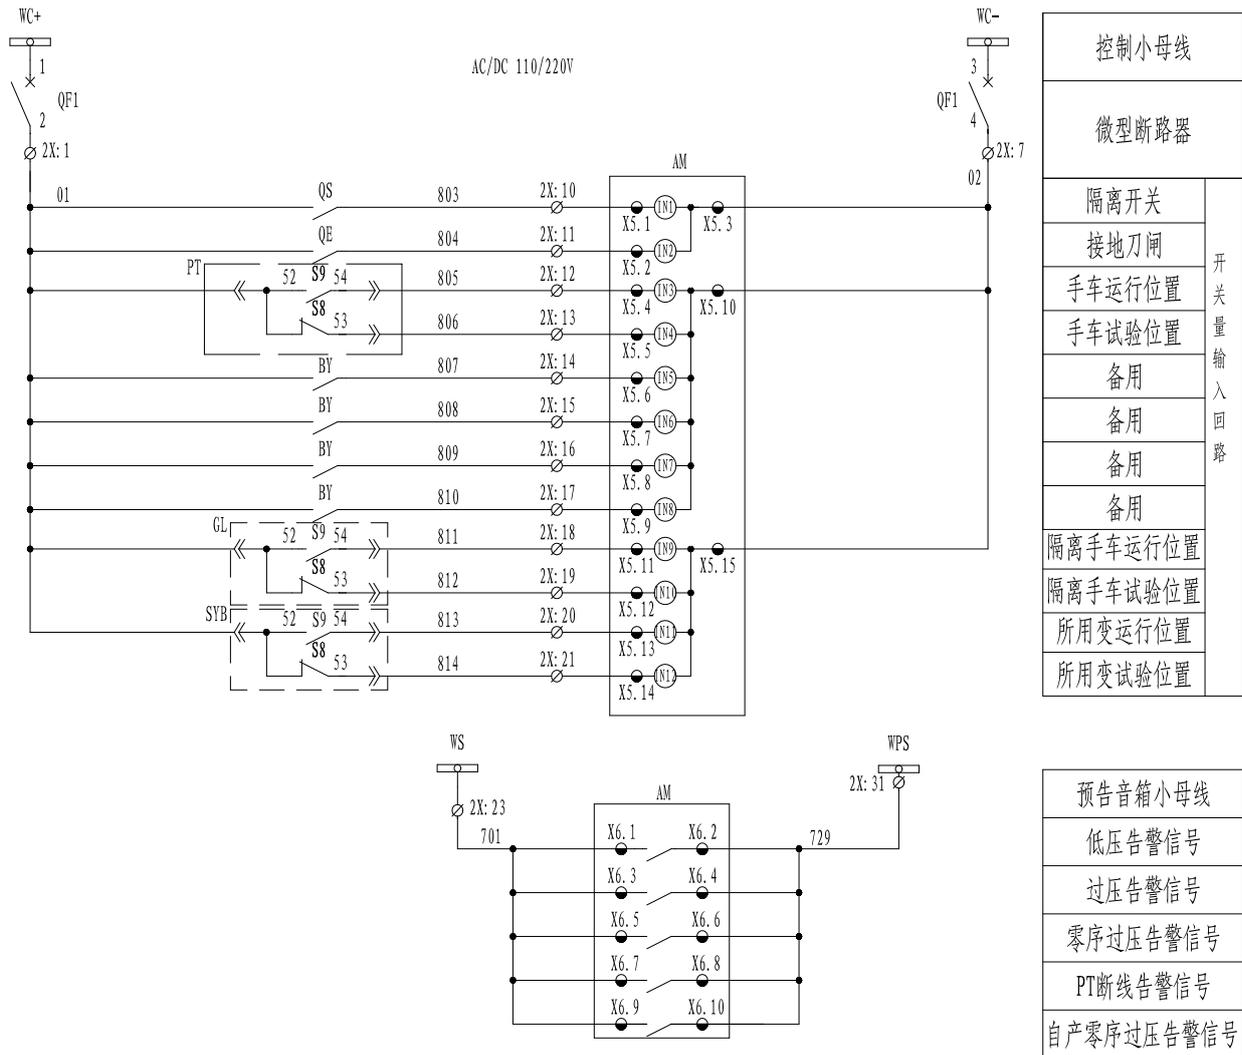 WC+
WC-
控制小母线
1
3
AC/DC 110/220V
QF1
QF1
2
4
微型断路器
2X:1
2X:7
AM
01
QS
803
2X:10
IN1
X5.1
X5.3
02
隔离开关
QE
804
2X:11
IN2
X5.2
接地刀闸
开关量输入回路
PT
52
S9
54
805
2X:12
IN3
X5.4
X5.10
手车运行位置
S8
53
806
2X:13
IN4
X5.5
手车试验位置
BY
807
2X:14
IN5
X5.6
备用
BY
808
2X:15
IN6
X5.7
备用
BY
809
2X:16
IN7
X5.8
备用
BY
810
2X:17
IN8
X5.9
备用
GL
52
S9
54
811
2X:18
IN9
X5.11
X5.15
隔离手车运行位置
S8
53
812
2X:19
IN10
X5.12
隔离手车试验位置
SYB
52
S9
54
813
2X:20
IN11
X5.13
所用变运行位置
S8
53
814
2X:21
IN12
X5.14
所用变试验位置
WS
WPS
2X:23
AM
2X:31
预告音箱小母线
701
X6.1
X6.2
729
低压告警信号
X6.3
X6.4
过压告警信号
X6.5
X6.6
零序过压告警信号
X6.7
X6.8
PT断线告警信号
X6.9
X6.10
自产零序过压告警信号